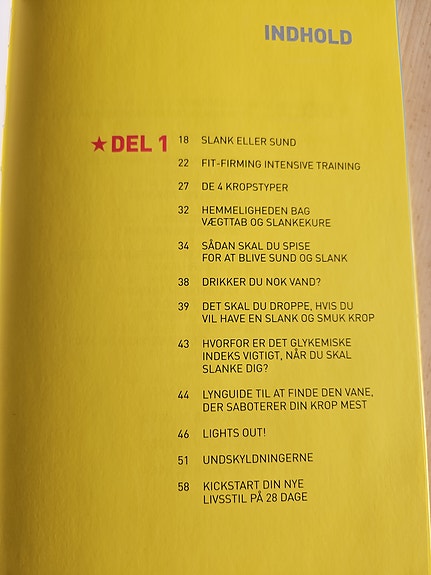 INDHOLD
★ DEL 1
18 SLANK ELLER SUND
22 FIT-FIRMING INTENSIVE TRAINING
27 DE 4 KROPSTYPER
32 HEMMELIGHEDEN BAG
VÆGTTAB OG SLANKEKURE
34 SÅDAN SKAL DU SPISE
FOR AT BLIVE SUND OG SLANK
38 DRIKKER DU NOK VAND?
39 DET SKAL DU DROPPE, HVIS DU
VIL HAVE EN SLANK OG SMUK KROP
43 HVORFOR ER DET GLYKEMISKE
INDEKS VIGTIGT, NÅR DU SKAL
SLANKE DIG?
44 LYNGUIDE TIL AT FINDE DEN VANE,
DER SABOTERER DIN KROP MEST
46 LIGHTS OUT!
51 UNDSKYLDNINGERNE
58 KICKSTART DIN NYE
LIVSSTIL PÅ 28 DAGE